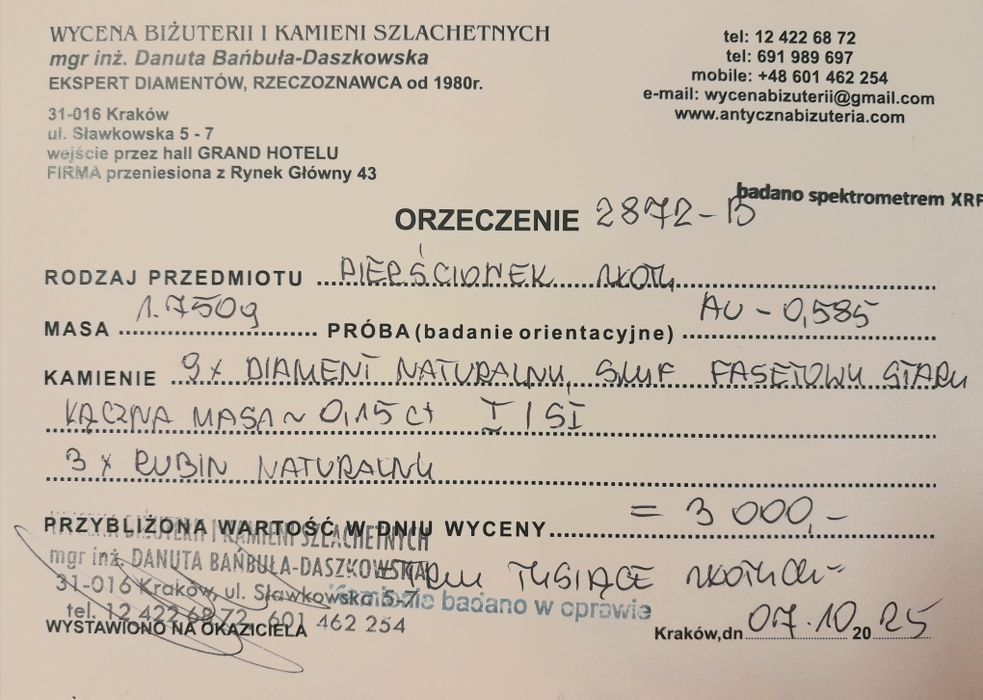 WYCENA BIŻUTERII I KAMIENI SZLACHETNYCH
mgr inż. Danuta Bańbuła-Daszkowska
EKSPERT DIAMENTÓW, RZECZOZNAWCA od 1980r.
31-016 Kraków
ul. Sławkowska 5 - 7
wejście przez hall GRAND HOTELU
FIRMA przeniesiona z Rynek Główny 43
tel: 12 422 68 72
tel: 691 989 697
mobile: +48 601 462 254
e-mail: wycenabizuterii@gmail.com
www.antycznabizuteria.com
badano spektrometrem XRF
ORZECZENIE 2872-B
RODZAJ PRZEDMIOTU PIERŚCIONEK ZŁOTY
MASA 1.750g PRÓBA (badanie orientacyjne) AU - 0,585
KAMIENIE 9x DIAMENT NATURALNY, SZLIF FASETOWY STARY
ŁĄCZNA MASA ~ 0,15 ct I / SI
3 x RUBIN NATURALNY
PRZYBLIŻONA WARTOŚĆ W DNIU WYCENY = 3 000,-
WYCENA BIŻUTERII I KAMIENI SZLACHETNYCH
mgr inż. DANUTA BAŃBUŁA-DASZKOWSKA
TRZY TYSIĄCE ZŁOTYCH
31-016 Kraków, ul. Sławkowska 5-7
Kamienie badano w oprawie
tel. 12 422 68 72, 601 462 254
WYSTAWIONO NA OKAZICIELA
Kraków,dn 07.10 2025